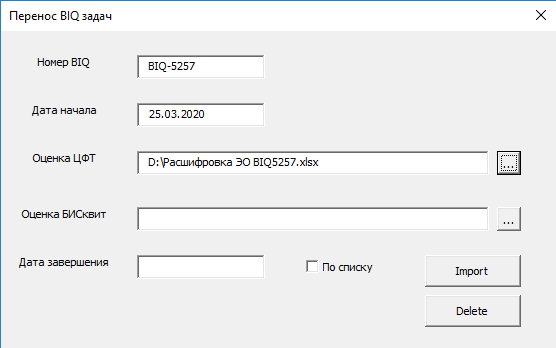 Перенос BIQ задач
Номер BIQ
BIQ-5257
Дата начала
25.03.2020
Оценка ЦФТ
D:\Расшифровка ЭО BIQ5257.xlsx
...
Оценка БИСквит
...
Дата завершения
По списку
Import
Delete